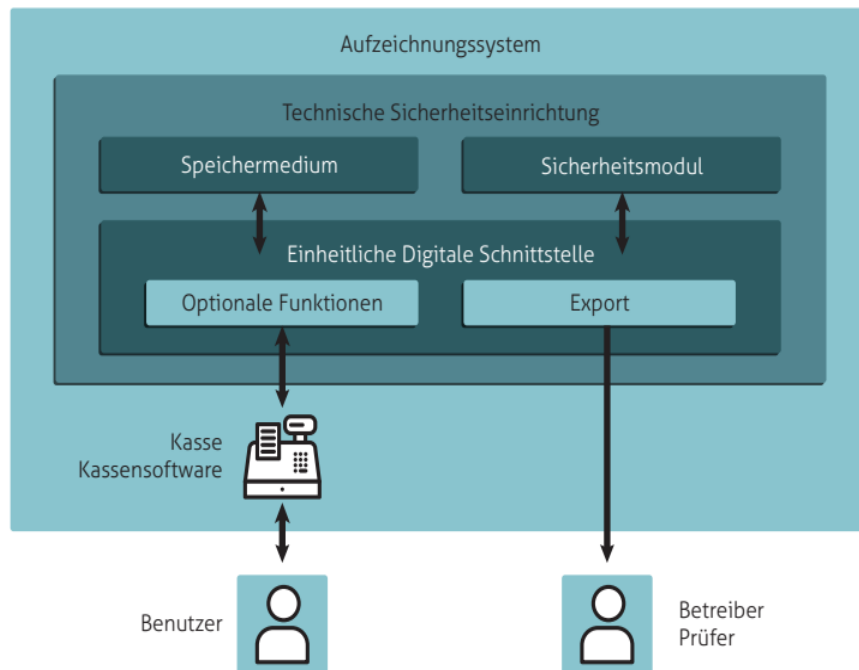 Aufzeichnungssystem
Technische Sicherheitseinrichtung
Speichermedium
Sicherheitsmodul
Einheitliche Digitale Schnittstelle
Optionale Funktionen
Export
Kasse
Kassensoftware
Benutzer
Betreiber
Prüfer